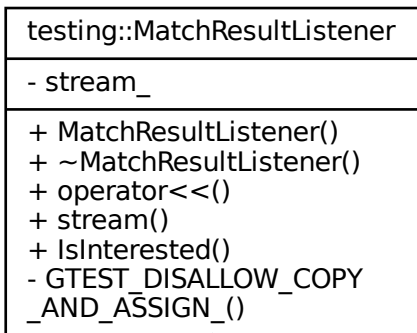 testing::MatchResultListener
- stream_
+ MatchResultListener()
+ ~MatchResultListener()
+ operator<<()
+ stream()
+ IsInterested()
- GTEST_DISALLOW_COPY
_AND_ASSIGN_()